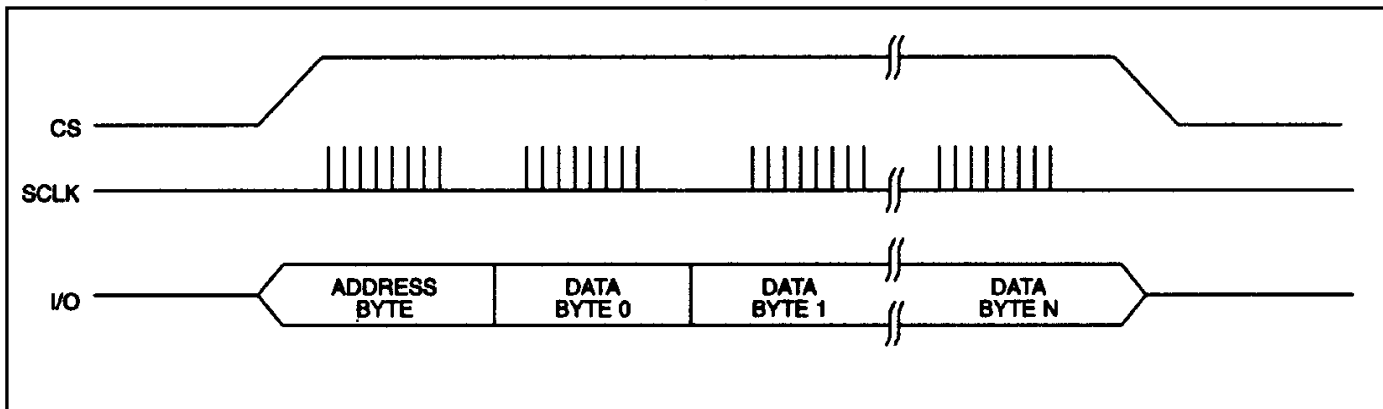 CS
SCLK
I/O
ADDRESS
BYTE
DATA
BYTE 0
DATA
BYTE 1
DATA
BYTE N